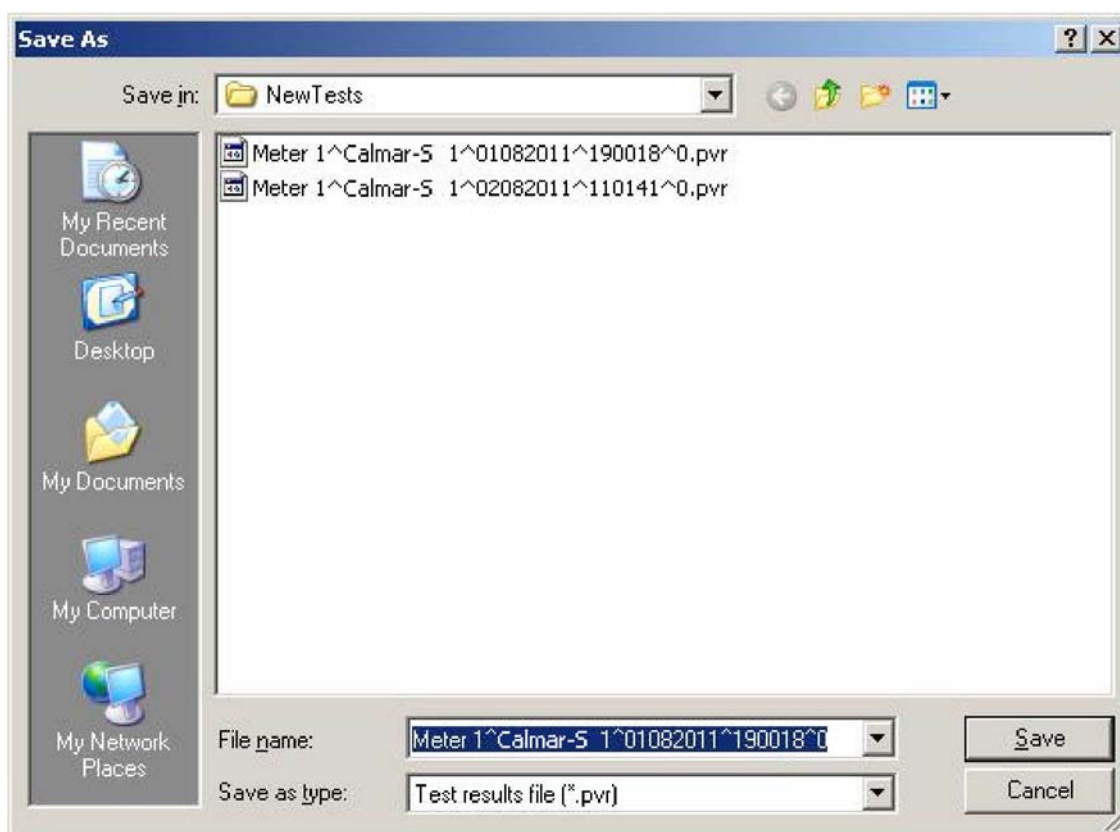 Save As
Save in:
NewTests
Meter 1^Calmar-S  1^01082011^190018^0.pvr
Meter 1^Calmar-S  1^02082011^110141^0.pvr
My Recent
Documents
Desktop
My Documents
My Computer
My Network
Places
File name:
Meter 1^Calmar-S  1^01082011^190018^0
Save
Save as type:
Test results file (*.pvr)
Cancel